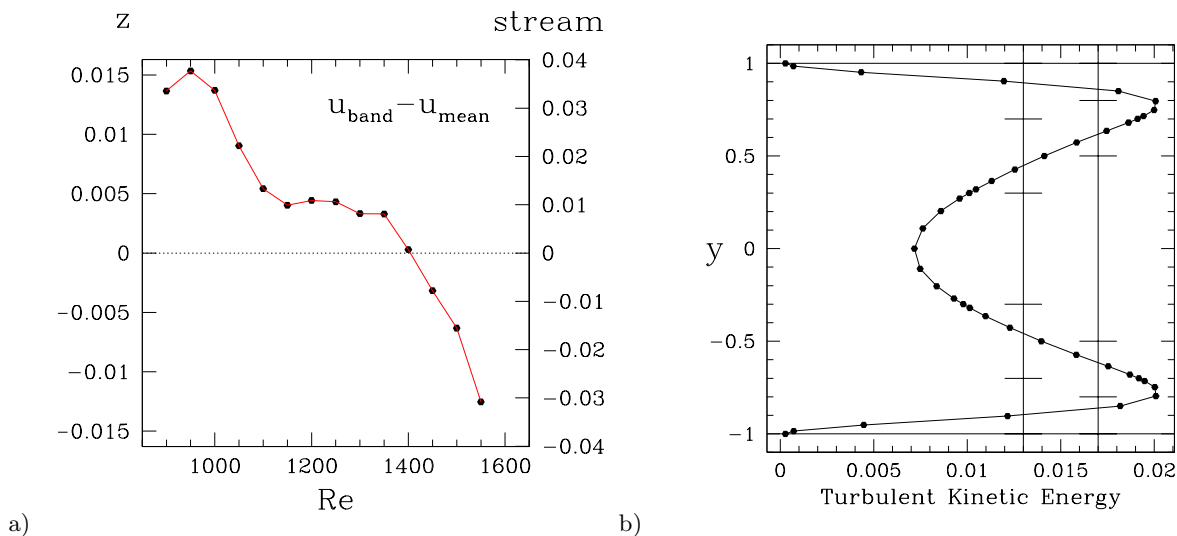 z
stream
0.015
0.01
0.005
0
−0.005
−0.01
−0.015
0.04
0.03
0.02
0.01
0
−0.01
−0.02
−0.03
−0.04
u_band−u_mean
1000 1200 1400 1600
Re
a)
1
0.5
0
−0.5
−1
y
0 0.005 0.01 0.015 0.02
Turbulent Kinetic Energy
b)